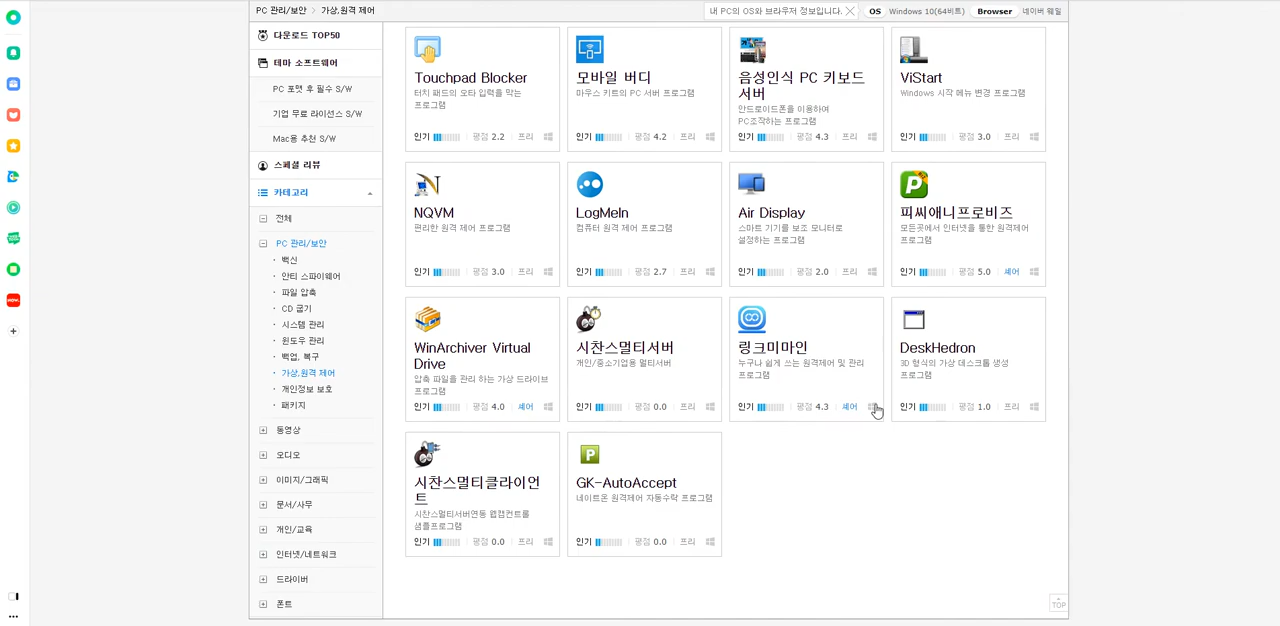 PC 관리/보안 > 가상,원격 제어
내 PC의 OS와 브라우저 정보입니다.
OS Windows 10(64비트) Browser 네이버 웨일
다운로드 TOP50
테마 소프트웨어
PC 포맷 후 필수 S/W
기업 무료 라이선스 S/W
Mac용 추천 S/W
스페셜 리뷰
카테고리
전체
PC 관리/보안
백신
안티 스파이웨어
파일 압축
CD 굽기
시스템 관리
윈도우 관리
백업, 복구
가상,원격 제어
개인정보 보호
패키지
동영상
오디오
이미지/그래픽
문서/사무
개인/교육
인터넷/네트워크
드라이버
폰트
Touchpad Blocker
터치 패드의 오타 입력을 막는
프로그램
인기 평점 2.2 프리
모바일 버디
마우스 키트의 PC 서버 프로그램
인기 평점 4.2 프리
음성인식 PC 키보드
서버
안드로이드폰을 이용하여
PC조작하는 프로그램
인기 평점 4.3 프리
ViStart
Windows 시작 메뉴 변경 프로그램
인기 평점 3.0 프리
NQVM
편리한 원격 제어 프로그램
인기 평점 3.0 프리
LogMeIn
컴퓨터 원격 제어 프로그램
인기 평점 2.7 프리
Air Display
스마트 기기를 보조 모니터로
설정하는 프로그램
인기 평점 2.0 프리
피씨애니프로비즈
모든곳에서 인터넷을 통한 원격제어
프로그램
인기 평점 5.0 셰어
WinArchiver Virtual
Drive
압축 파일을 관리 하는 가상 드라이브
프로그램
인기 평점 4.0 셰어
시찬스멀티서버
개인/중소기업용 멀티서버
인기 평점 0.0 프리
링크미마인
누구나 쉽게 쓰는 원격제어 및 관리
프로그램
인기 평점 4.3 셰어
DeskHedron
3D 형식의 가상 데스크톱 생성
프로그램
인기 평점 1.0 프리
시찬스멀티클라이언
트
시찬스멀티서버연동 웹캠컨트롤
샘플프로그램
인기 평점 0.0 프리
GK-AutoAccept
네이트온 원격제어 자동수락 프로그램
인기 평점 0.0 프리
TOP